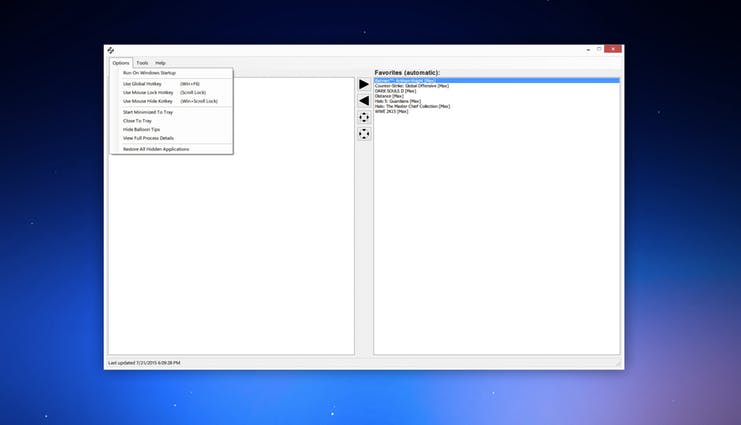 Options Tools Help
Run On Windows Startup
Use Global Hotkey (Win+F6)
Use Mouse Lock Hotkey (Scroll Lock)
Use Mouse Hide Kotkey (Win+Scroll Lock)
Start Minimized To Tray
Close To Tray
Hide Balloon Tips
View Full Process Details
Restore All Hidden Applications
Favorites (automatic):
Batman™: Arkham Knight [Max]
Counter-Strike: Global Offensive [Max]
DARK SOULS II [Max]
Distance [Max]
Halo 5: Guardians [Max]
Halo: The Master Chief Collection [Max]
WWE 2K15 [Max]
Last updated 7/21/2015 6:09:28 PM